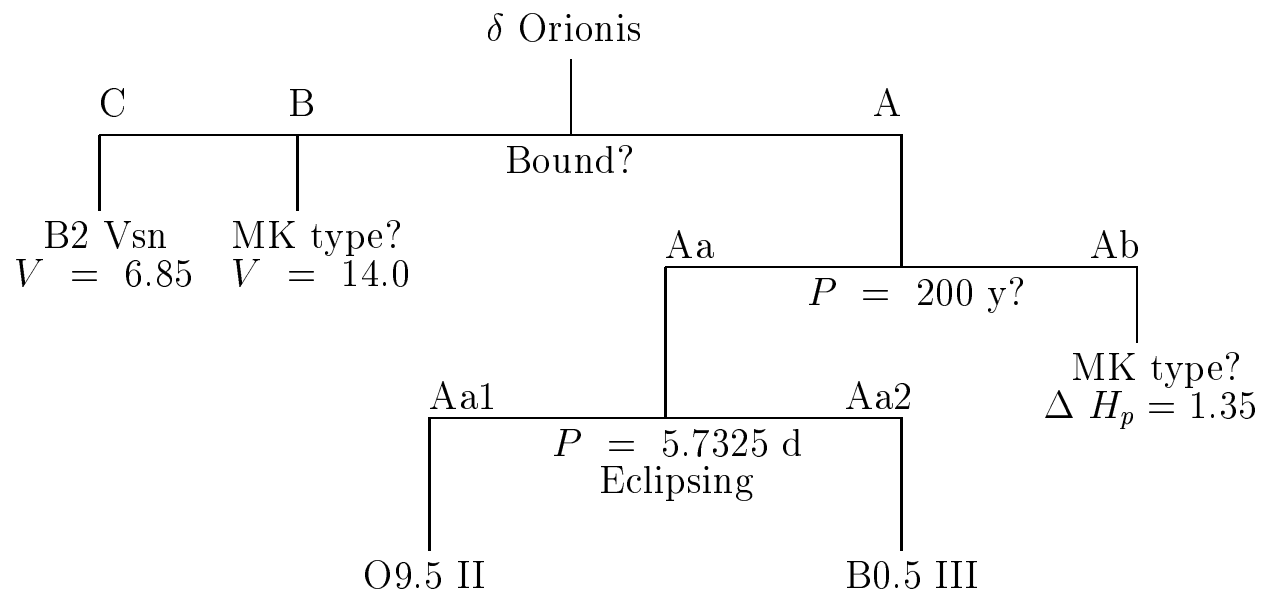 δ Orionis
C
B
A
Bound?
B2 Vsn
V = 6.85
MK type?
V = 14.0
Aa
Ab
P = 200 y?
MK type?
Δ Hp = 1.35
Aa1
Aa2
P = 5.7325 d
Eclipsing
O9.5 II
B0.5 III